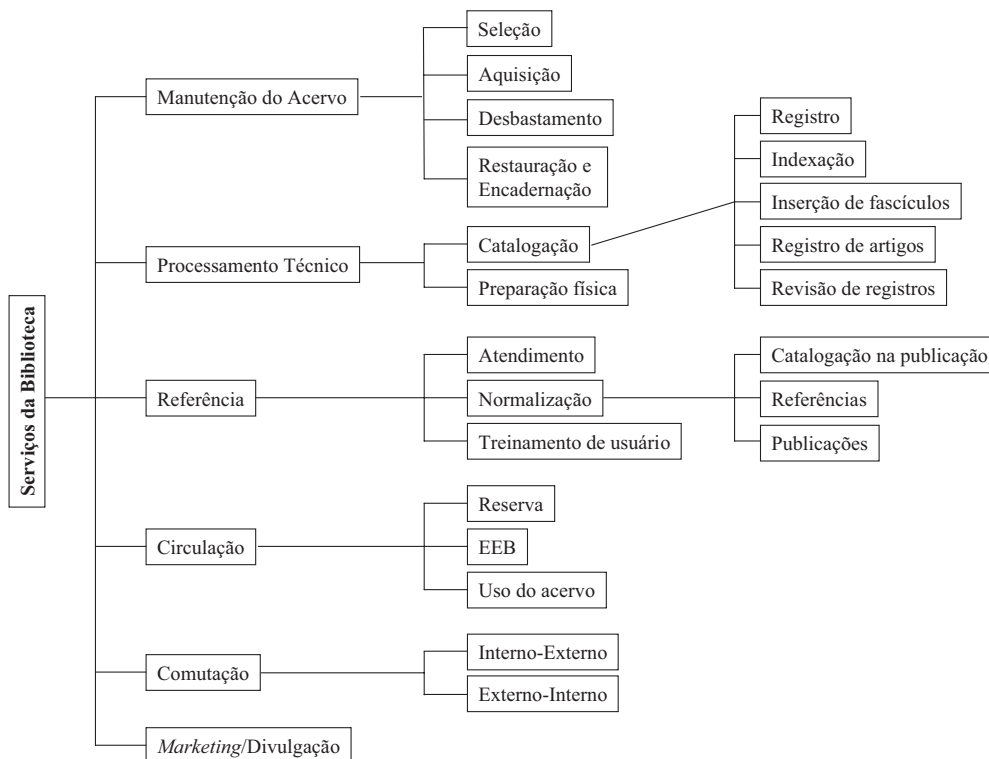 Serviços da Biblioteca
Manutenção do Acervo
Seleção
Aquisição
Desbastamento
Restauração e
Encadernação
Processamento Técnico
Catalogação
Registro
Indexação
Inserção de fascículos
Registro de artigos
Revisão de registros
Preparação física
Referência
Atendimento
Normalização
Catalogação na publicação
Referências
Publicações
Treinamento de usuário
Circulação
Reserva
EEB
Uso do acervo
Comutação
Interno-Externo
Externo-Interno
Marketing/Divulgação